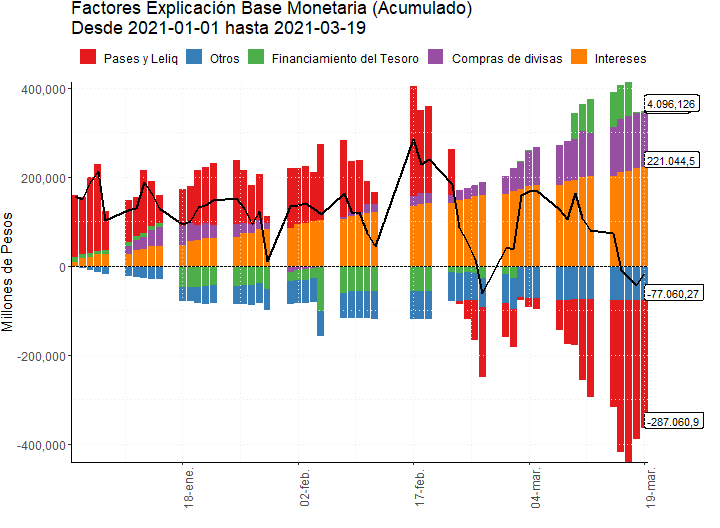 Factores Explicación Base Monetaria (Acumulado)
Desde 2021-01-01 hasta 2021-03-19
Pases y Leliq
Otros
Financiamiento del Tesoro
Compras de divisas
Intereses
Millones de Pesos
400,000
200,000
0
-200,000
-400,000
4.096,126
221.044,5
-77.060,27
-287.060,9
18-ene.
02-feb.
17-feb.
04-mar.
19-mar.